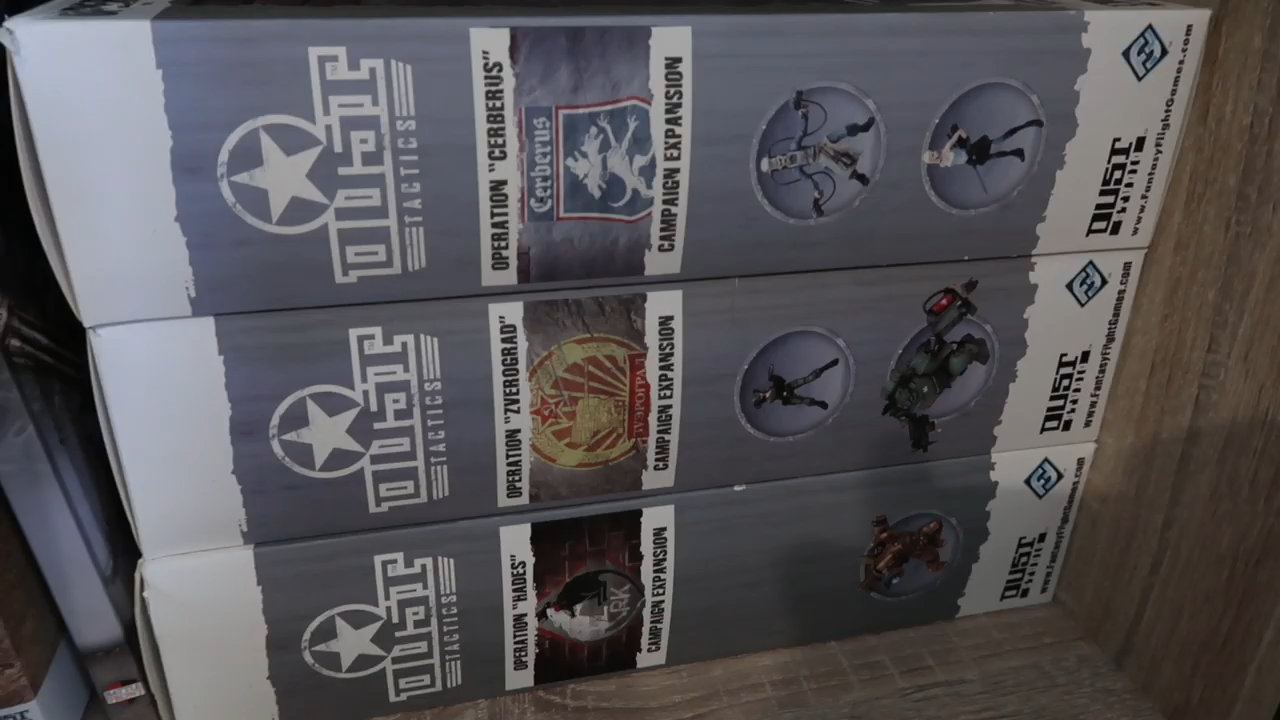 DUST
TACTICS
OPERATION "CERBERUS"
Cerberus
CAMPAIGN EXPANSION
DUST
www.FantasyFlightGames.com
DUST
TACTICS
OPERATION "ZVEROGRAD"
ЗУЭРОГРАД
CAMPAIGN EXPANSION
DUST
www.FantasyFlightGames.com
DUST
TACTICS
OPERATION "HADES"
CAMPAIGN EXPANSION
DUST
www.FantasyFlightGames.com